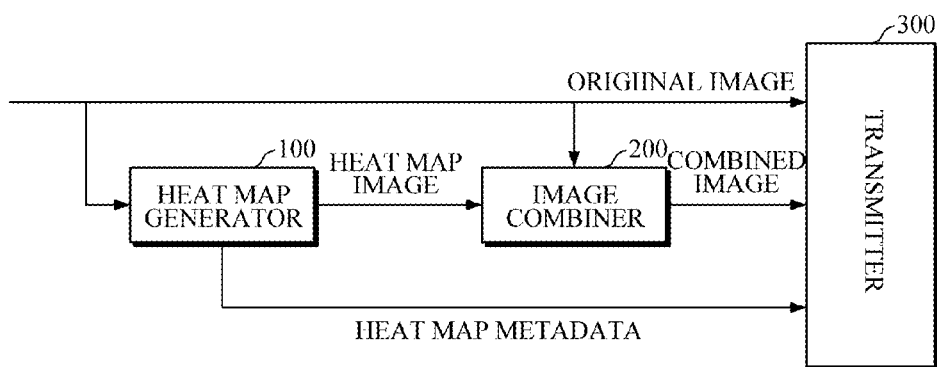 300
ORIGIINAL IMAGE
TRANSMITTER
100
HEAT MAP
IMAGE
200
COMBINED
IMAGE
HEAT MAP
GENERATOR
IMAGE
COMBINER
HEAT MAP METADATA